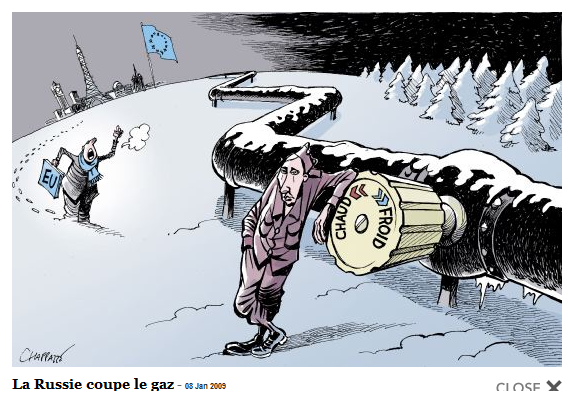 EU
CHAUD
FROID
CHAPPATTE
La Russie coupe le gaz - 08 Jan 2009
CLOSE X